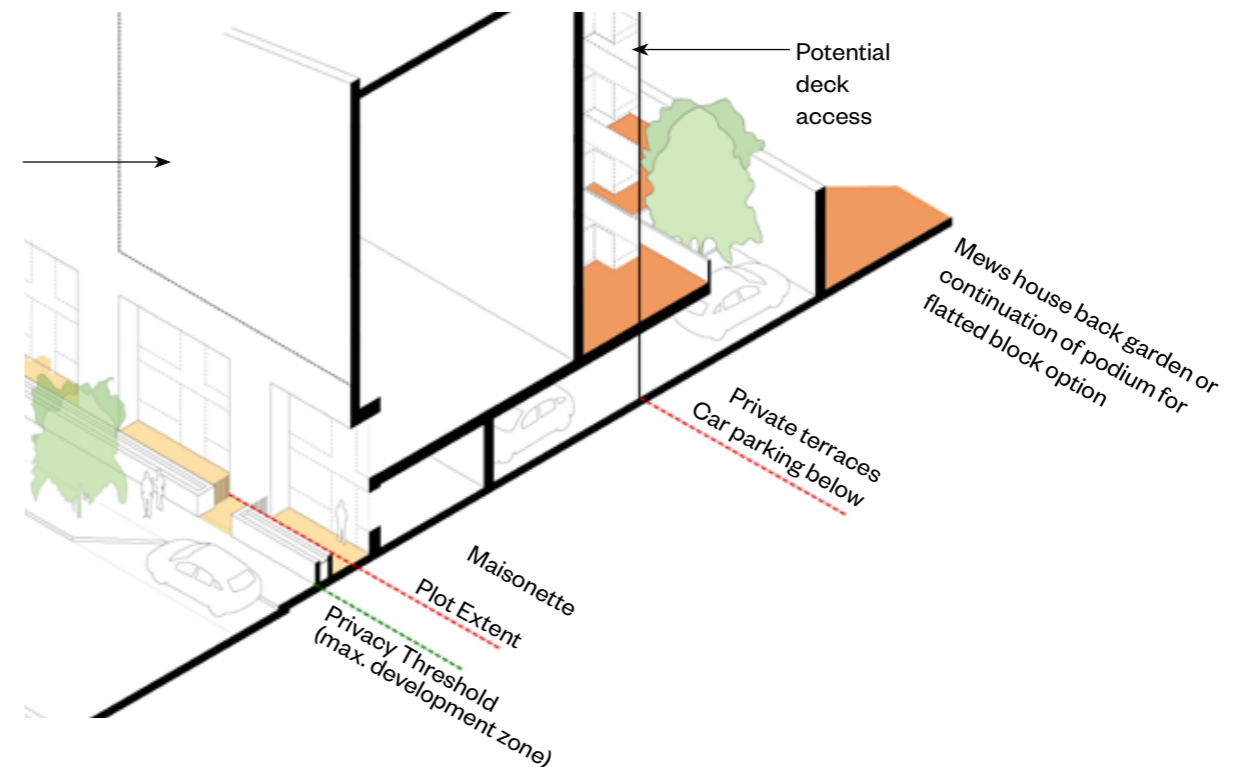 Potential
deck
access
Mews house back garden or
continuation of podium for
flatted block option
Private terraces
Car parking below
Maisonette
Plot Extent
Privacy Threshold
(max. development zone)